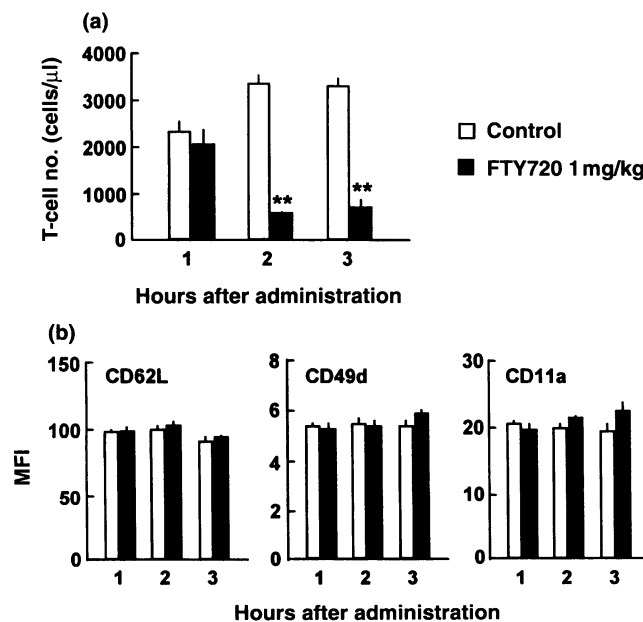 (a)
T-cell no. (cells/μl)
4000
3000
2000
1000
0
**
**
1 2 3
Hours after administration
Control
FTY720 1 mg/kg
(b)
MFI
150
100
50
0
CD62L
1 2 3
8
6
4
2
0
CD49d
1 2 3
30
20
10
0
CD11a
1 2 3
Hours after administration